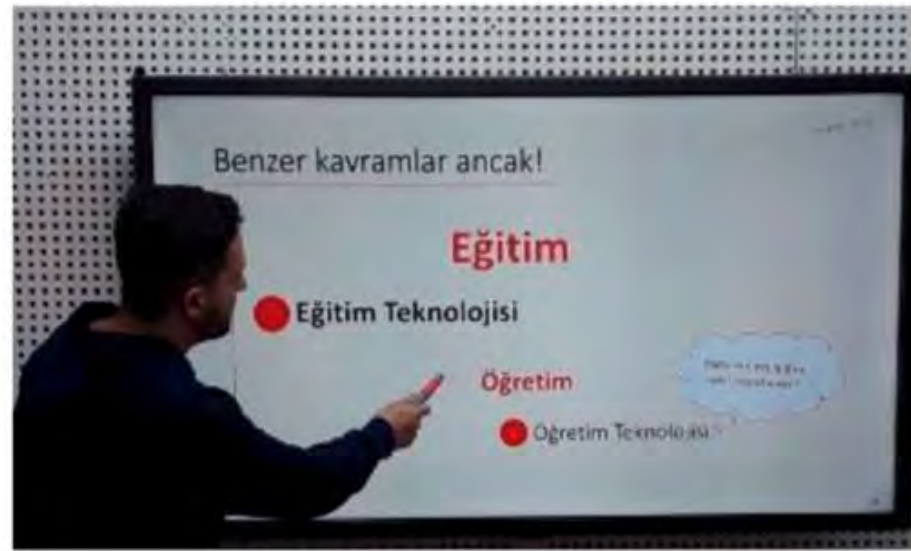 Benzer kavramlar ancak!
Eğitim
Eğitim Teknolojisi
Öğretim
Öğretim Teknolojisi